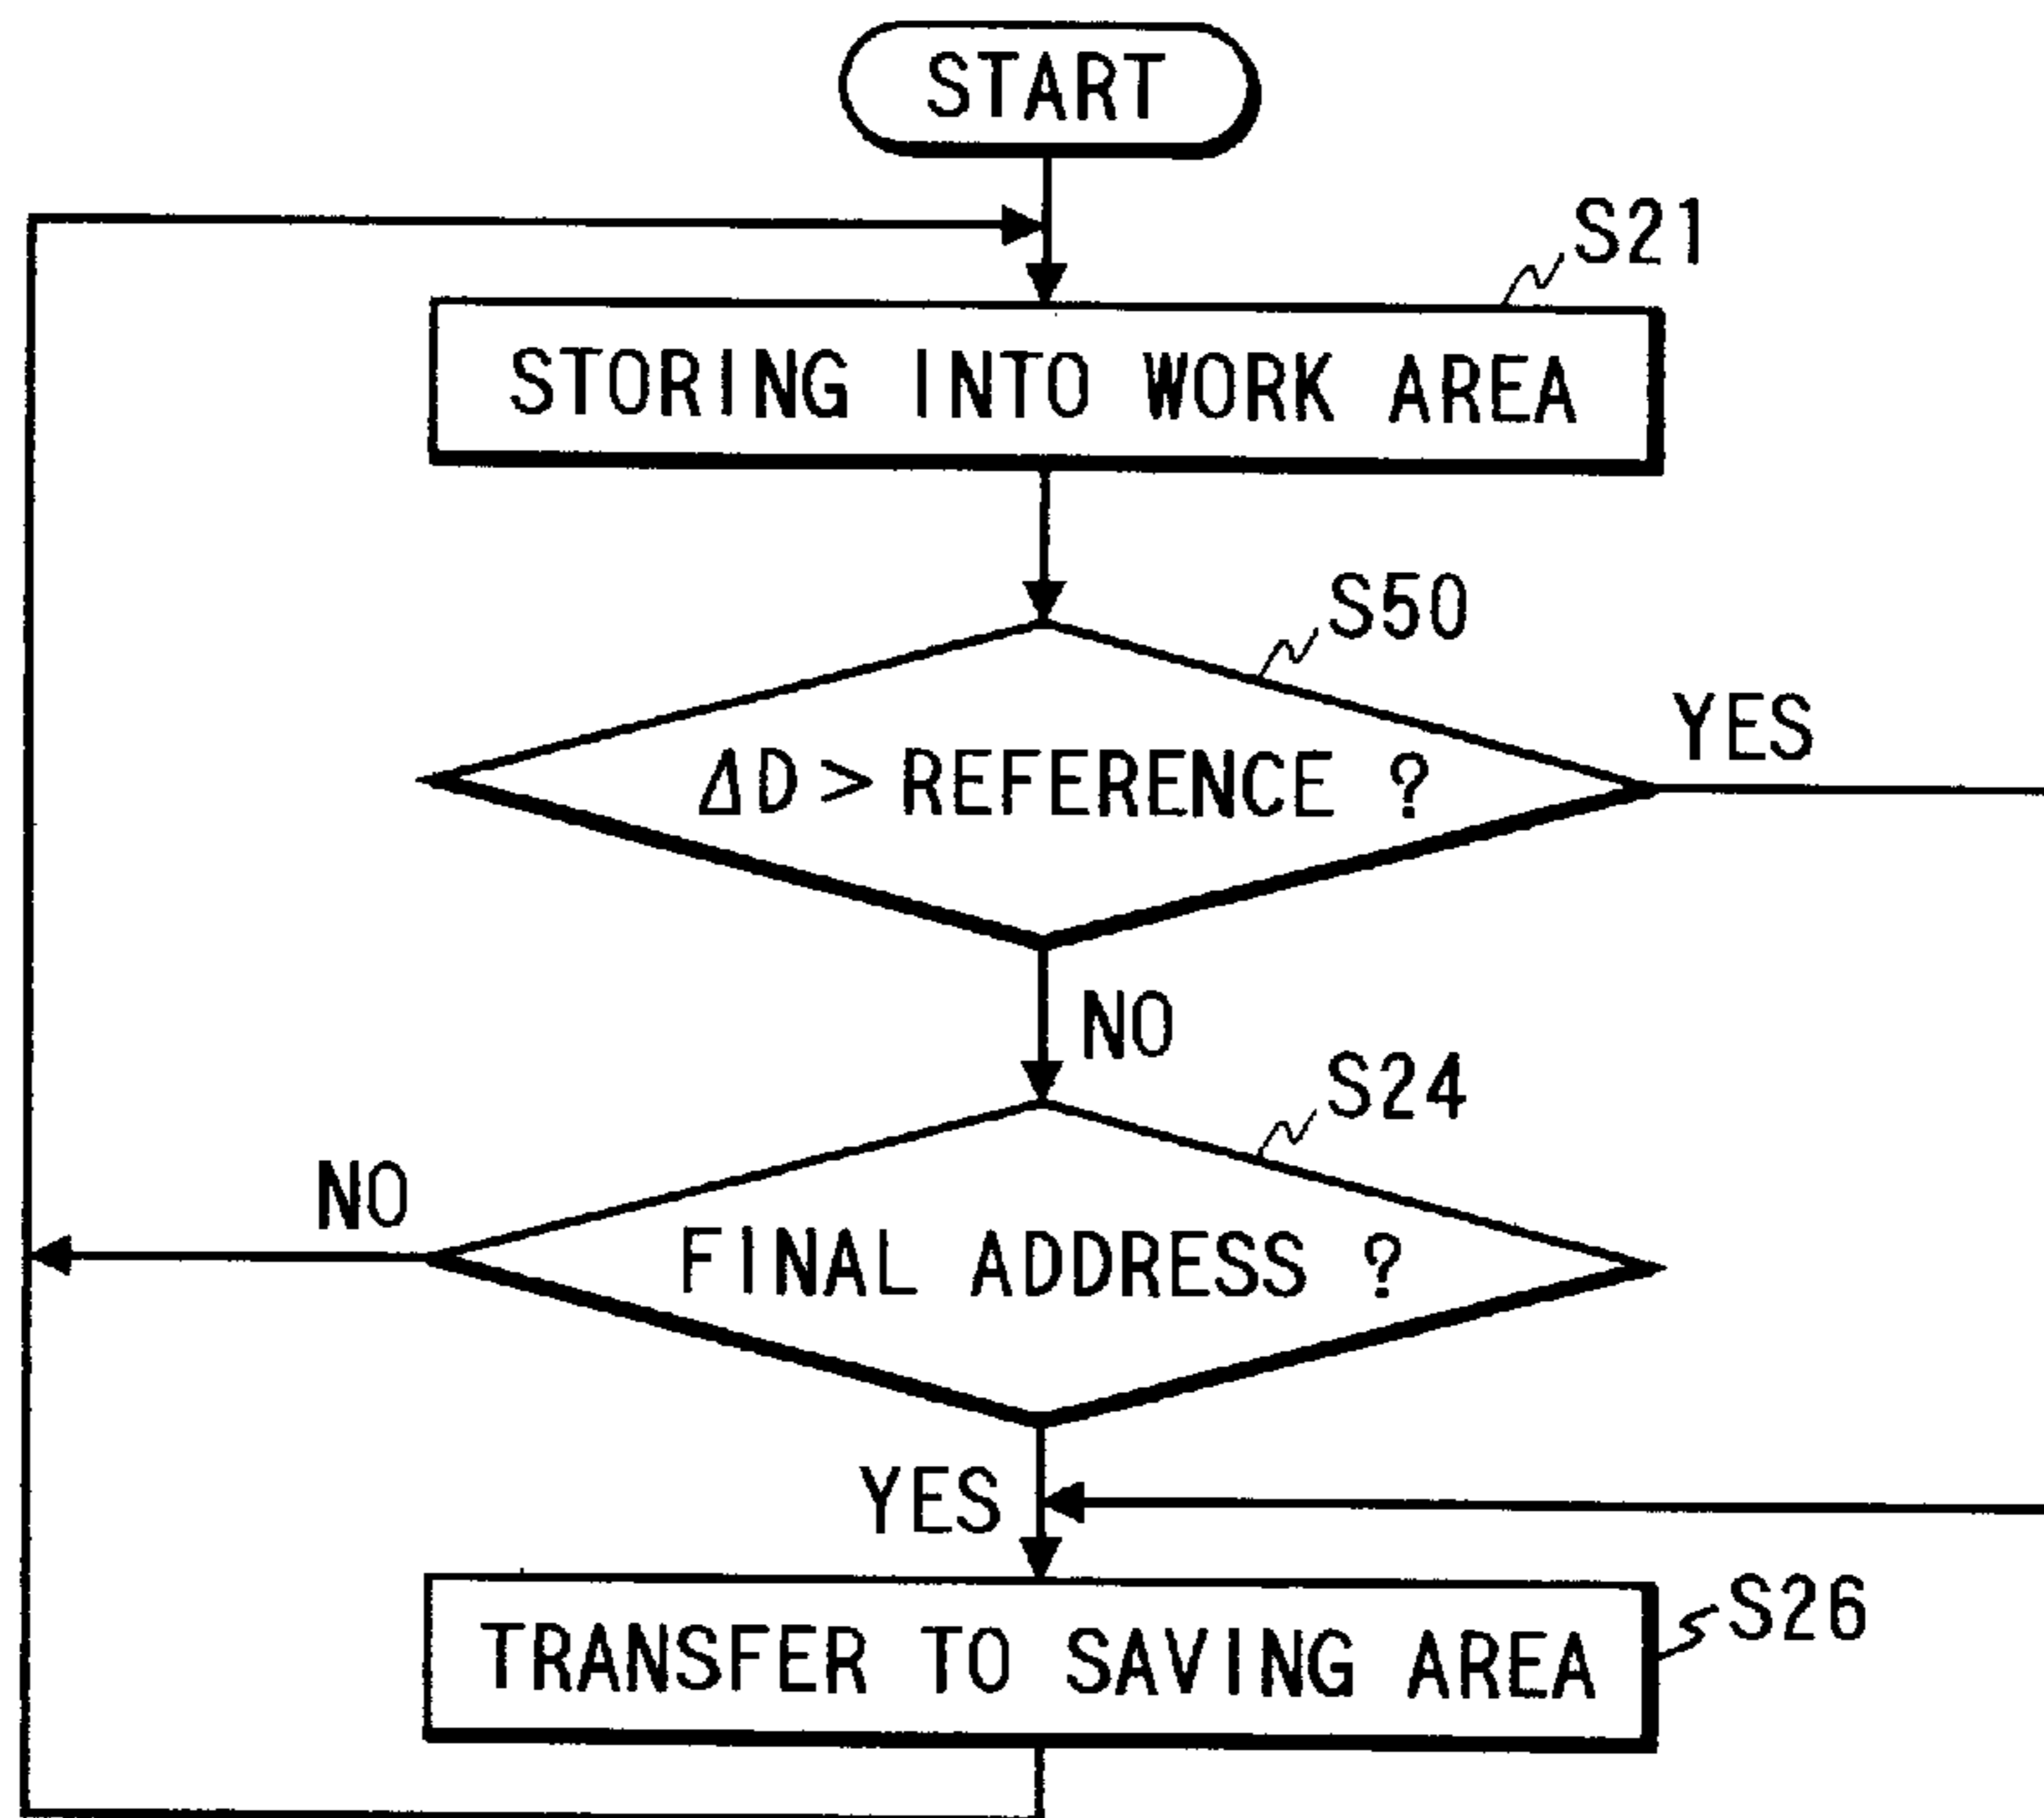 START
S21
STORING INTO WORK AREA
S50
YES
ΔD > REFERENCE ?
NO
S24
NO
FINAL ADDRESS ?
YES
S26
TRANSFER TO SAVING AREA